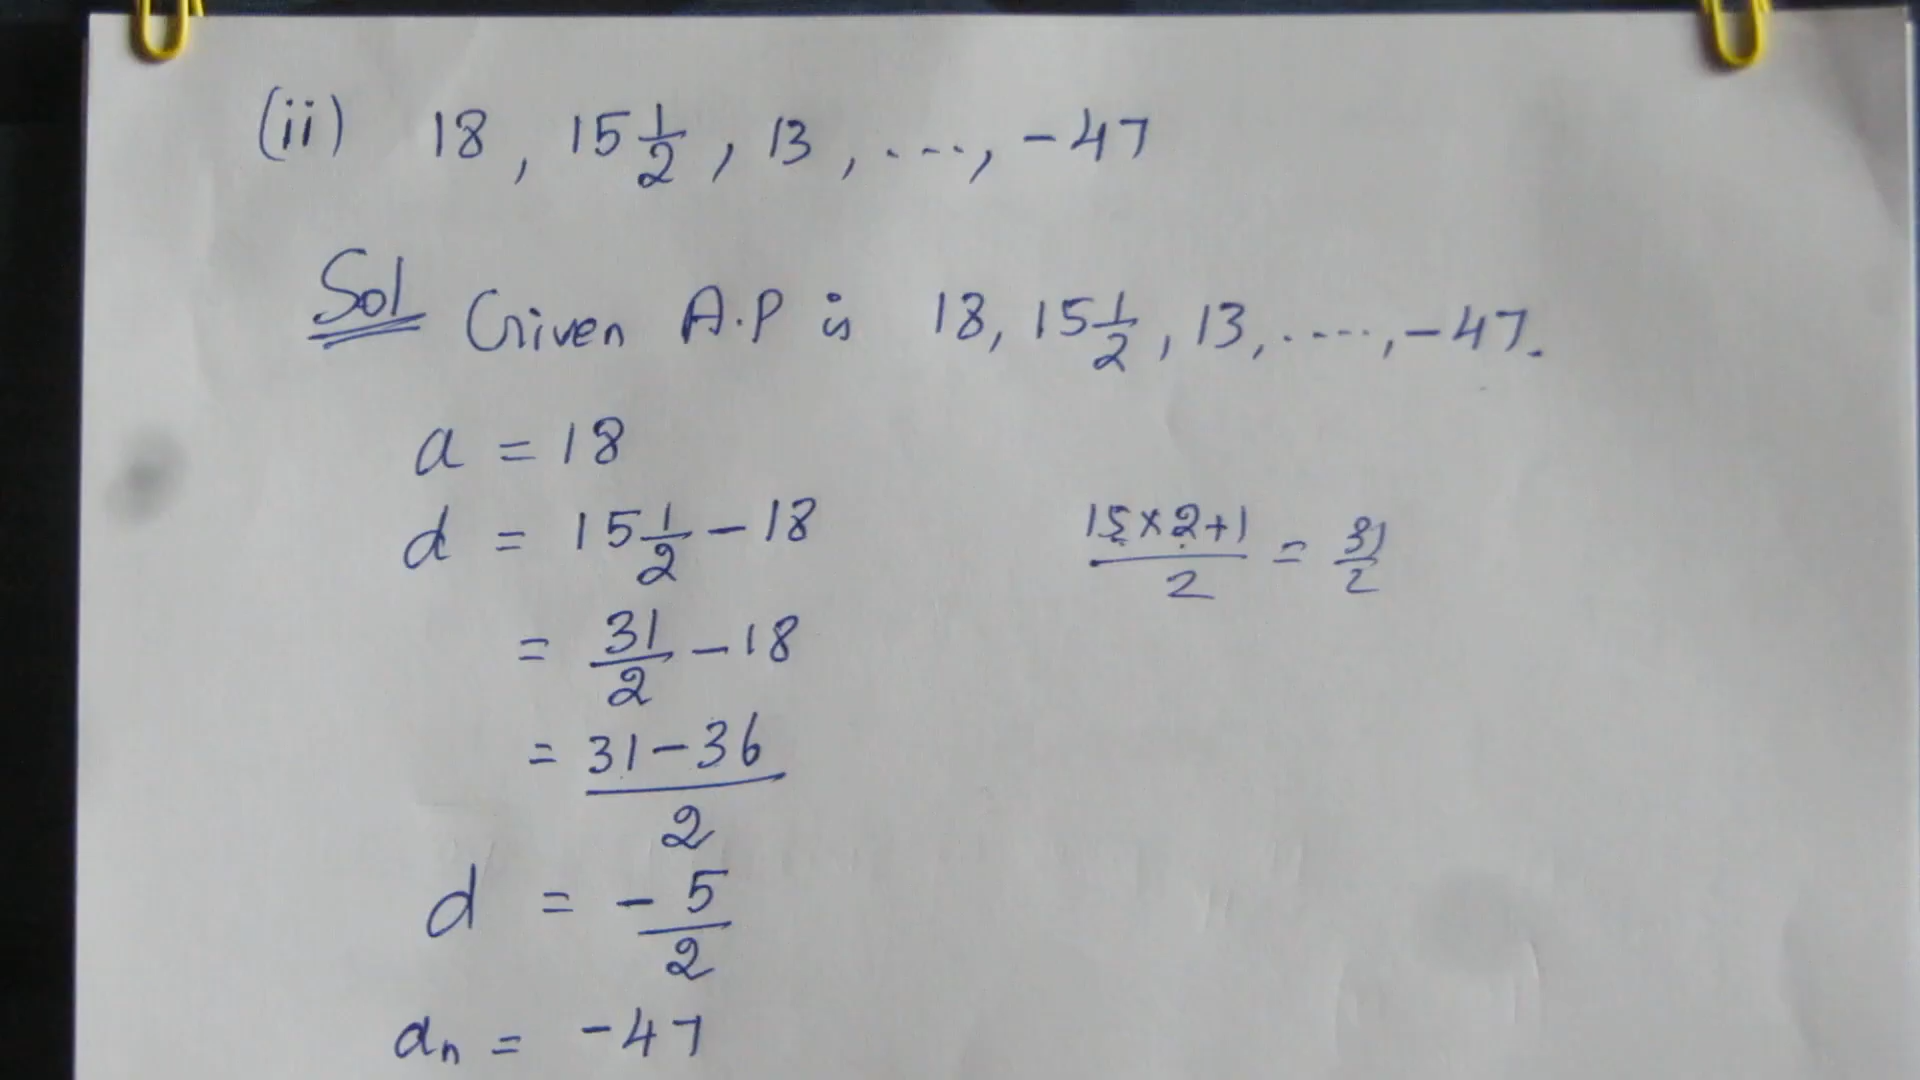 (ii) 18, 15 1/2, 13, ...., -47
Sol Given A.P is 18, 15 1/2, 13, ....., -47.
a = 18
d = 15 1/2 - 18
15×2+1/2 = 31/2
= 31/2 - 18
= 31-36/2
d = -5/2
an = -47